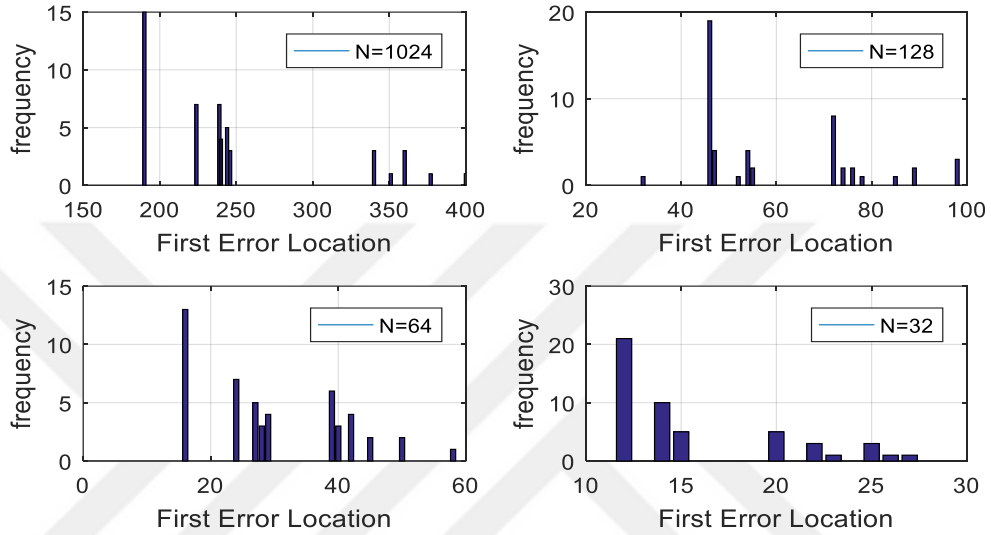 15
10
5
0
frequency
N=1024
150 200 250 300 350 400
First Error Location
20
10
0
frequency
N=128
20 40 60 80 100
First Error Location
15
10
5
0
frequency
N=64
0 20 40 60
First Error Location
30
20
10
0
frequency
N=32
10 15 20 25 30
First Error Location